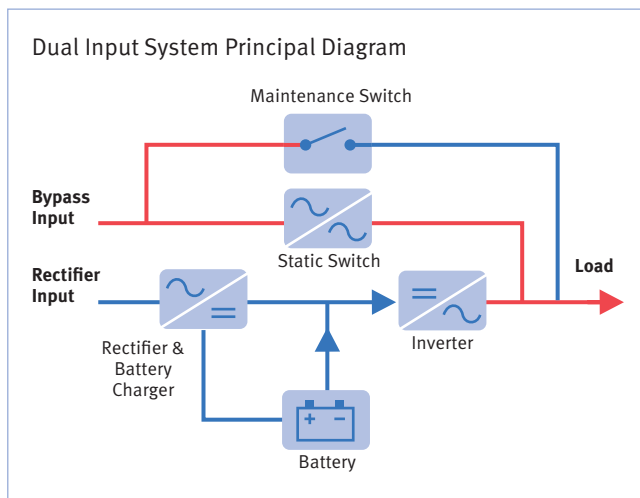 Dual Input System Principal Diagram
Maintenance Switch
Bypass
Input
Static Switch
Rectifier
Input
Load
Rectifier &
Battery
Charger
Inverter
+ −
Battery